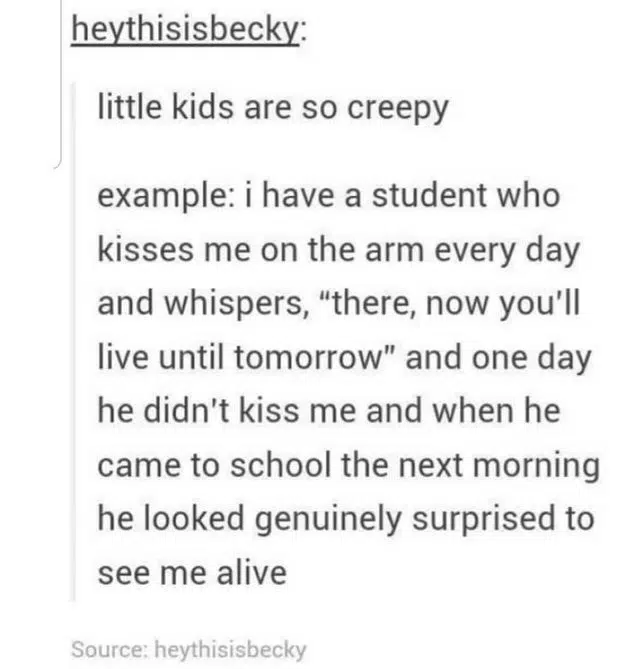 heythisisbecky:
little kids are so creepy
example: i have a student who
kisses me on the arm every day
and whispers, "there, now you'll
live until tomorrow" and one day
he didn't kiss me and when he
came to school the next morning
he looked genuinely surprised to
see me alive
Source: heythisisbecky